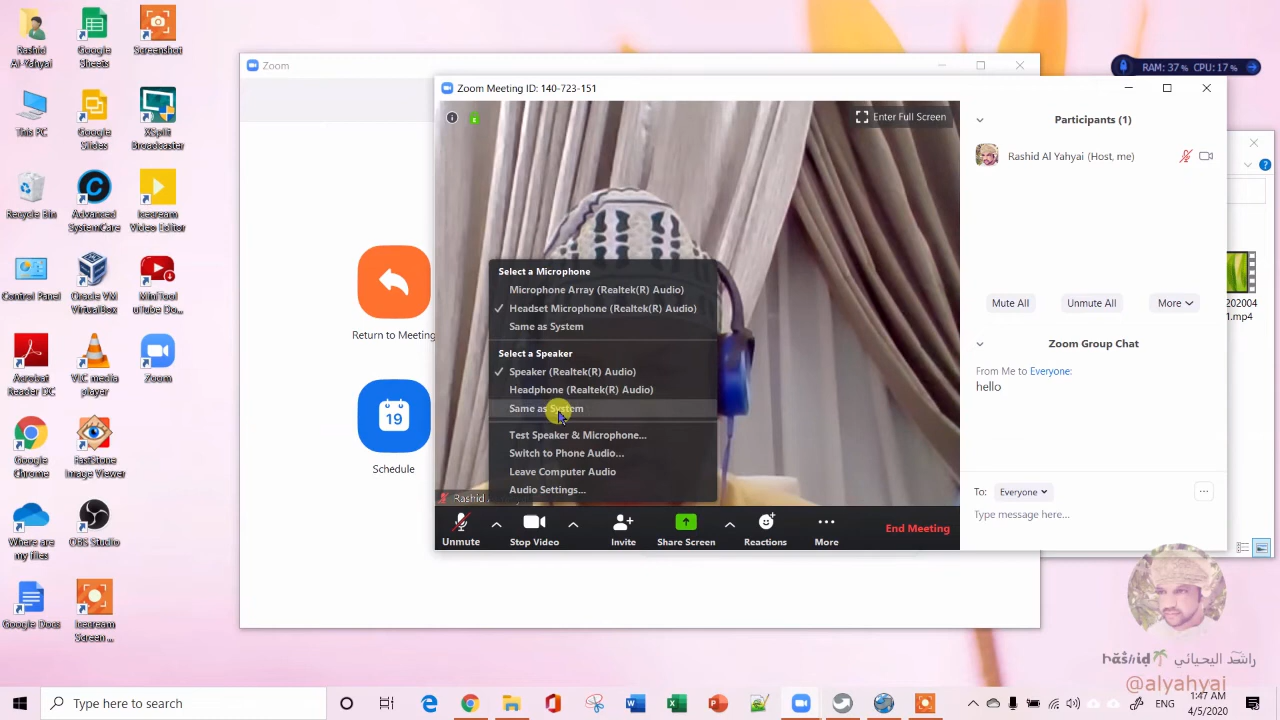 Rashid
Al-Yahyai
Google
Sheets
Screenshot
This PC
Google
Slides
XSplit
Broadcaster
Recycle Bin
Advanced
SystemCare
Icecream
Video Editor
Control Panel
Oracle VM
VirtualBox
MiniTool
uTube Do...
Acrobat
Reader DC
VLC media
player
Zoom
Google
Chrome
FastStone
Image Viewer
Where are
my files
OBS Studio
Google Docs
Icecream
Screen ...
Zoom
Return to Meeting
19
Schedule
RAM: 37 % CPU: 17 %
Zoom Meeting ID: 140-723-151
Enter Full Screen
Select a Microphone
Microphone Array (Realtek(R) Audio)
Headset Microphone (Realtek(R) Audio)
Same as System
Select a Speaker
Speaker (Realtek(R) Audio)
Headphone (Realtek(R) Audio)
Same as System
Test Speaker & Microphone...
Switch to Phone Audio...
Leave Computer Audio
Audio Settings...
Rashid
Unmute
Stop Video
Invite
Share Screen
Reactions
More
End Meeting
Participants (1)
Rashid Al Yahyai (Host, me)
Mute All
Unmute All
More
Zoom Group Chat
From Me to Everyone:
hello
To: Everyone
Type message here...
202004
1.mp4
Rashid راشد اليحيائي
@alyahyai
Type here to search
ENG
1:47 AM
4/5/2020